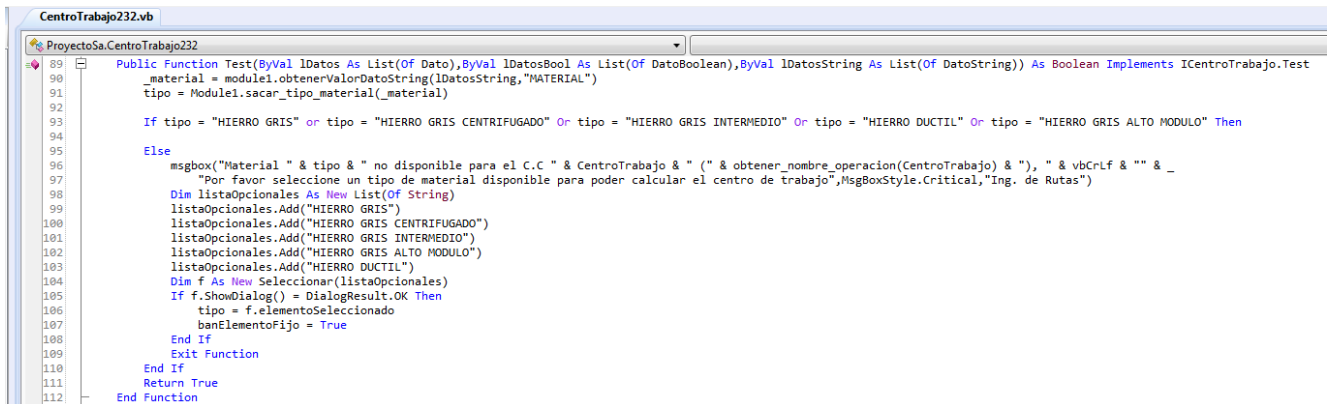 CentroTrabajo232.vb
ProyectoSa.CentroTrabajo232
89 Public Function Test(ByVal lDatos As List(Of Dato),ByVal lDatosBool As List(Of DatoBoolean),ByVal lDatosString As List(Of DatoString)) As Boolean Implements ICentroTrabajo.Test
90 _material = module1.obtenerValorDatoString(lDatosString,"MATERIAL")
91 tipo = Module1.sacar_tipo_material(_material)
92
93 If tipo = "HIERRO GRIS" or tipo = "HIERRO GRIS CENTRIFUGADO" Or tipo = "HIERRO GRIS INTERMEDIO" Or tipo = "HIERRO DUCTIL" Or tipo = "HIERRO GRIS ALTO MODULO" Then
94
95 Else
96 msgbox("Material " & tipo & " no disponible para el C.C " & CentroTrabajo & " (" & obtener_nombre_operacion(CentroTrabajo) & "), " & vbCrLf & "" & _
97 "Por favor seleccione un tipo de material disponible para poder calcular el centro de trabajo",MsgBoxStyle.Critical,"Ing. de Rutas")
98 Dim listaOpcionales As New List(Of String)
99 listaOpcionales.Add("HIERRO GRIS")
100 listaOpcionales.Add("HIERRO GRIS CENTRIFUGADO")
101 listaOpcionales.Add("HIERRO GRIS INTERMEDIO")
102 listaOpcionales.Add("HIERRO GRIS ALTO MODULO")
103 listaOpcionales.Add("HIERRO DUCTIL")
104 Dim f As New Seleccionar(listaOpcionales)
105 If f.ShowDialog() = DialogResult.OK Then
106 tipo = f.elementoSeleccionado
107 banElementoFijo = True
108 End If
109 Exit Function
110 End If
111 Return True
112 End Function